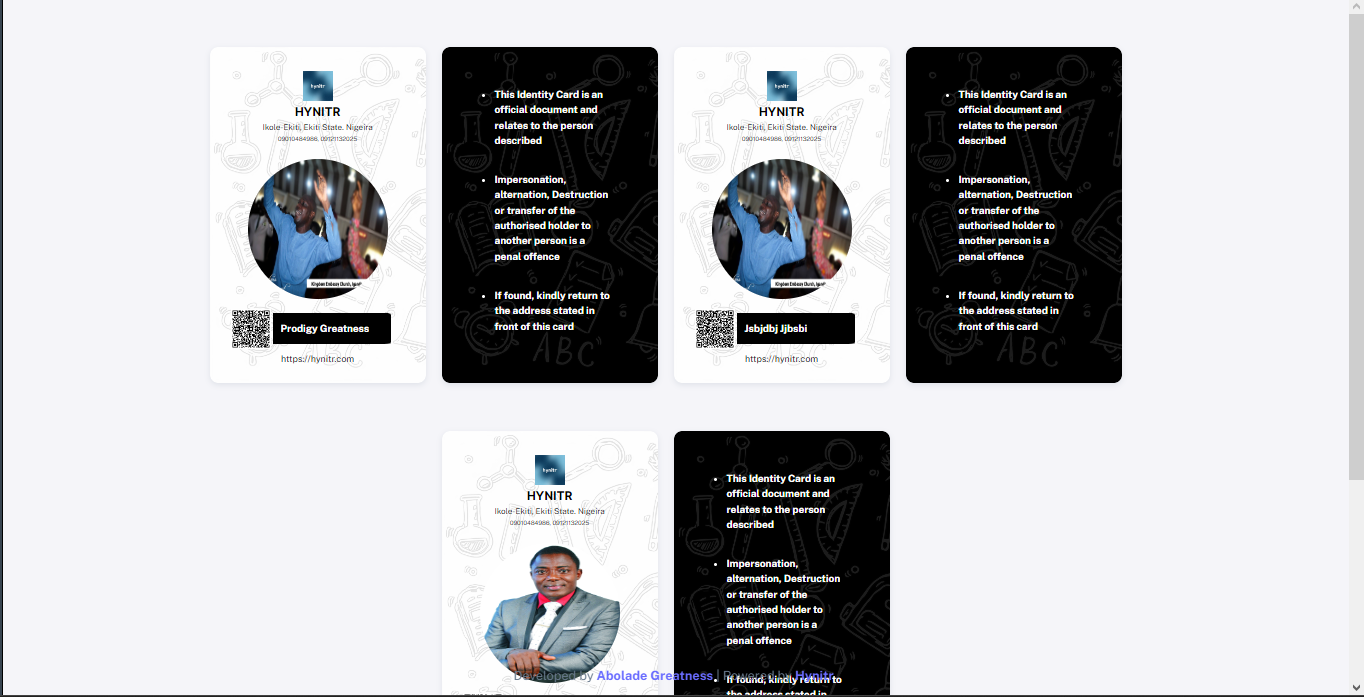 hynitr
HYNITR
Ikole-Ekiti, Ekiti State. Nigeira
09010484986, 09121132025
Kingdom Embassy Church, Ikole
Prodigy Greatness
https://hynitr.com
• This Identity Card is an
official document and
relates to the person
described
• Impersonation,
alternation, Destruction
or transfer of the
authorised holder to
another person is a
penal offence
• If found, kindly return to
the address stated in
front of this card
ABC
hynitr
HYNITR
Ikole-Ekiti, Ekiti State. Nigeira
09010484986, 09121132025
Kingdom Embassy Church, Ikole
Jsbjdbj Jjbsbi
https://hynitr.com
• This Identity Card is an
official document and
relates to the person
described
• Impersonation,
alternation, Destruction
or transfer of the
authorised holder to
another person is a
penal offence
• If found, kindly return to
the address stated in
front of this card
ABC
hynitr
HYNITR
Ikole-Ekiti, Ekiti State. Nigeira
09010484986, 09121132025
• This Identity Card is an
official document and
relates to the person
described
• Impersonation,
alternation, Destruction
or transfer of the
authorised holder to
another person is a
penal offence
• If found, kindly return to
the address stated in
Developed by Abolade Greatness | Powered by Hynitr